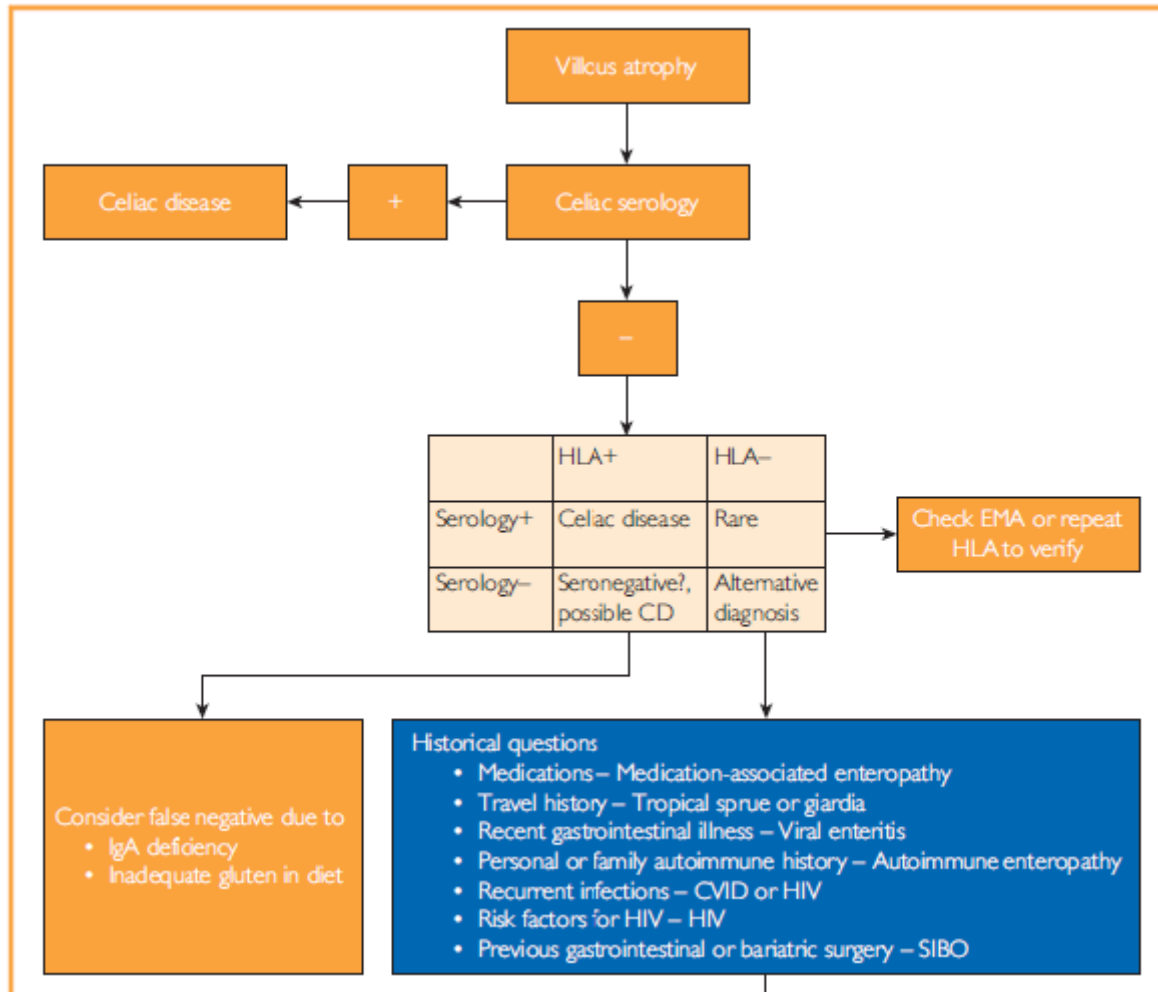 Villous atrophy
Celiac disease
+
Celiac serology
–
HLA+
HLA–
Serology+
Celiac disease
Rare
Serology–
Seronegative?,
possible CD
Alternative
diagnosis
Check EMA or repeat
HLA to verify
Consider false negative due to
• IgA deficiency
• Inadequate gluten in diet
Historical questions
• Medications – Medication-associated enteropathy
• Travel history – Tropical sprue or giardia
• Recent gastrointestinal illness – Viral enteritis
• Personal or family autoimmune history – Autoimmune enteropathy
• Recurrent infections – CVID or HIV
• Risk factors for HIV – HIV
• Previous gastrointestinal or bariatric surgery – SIBO